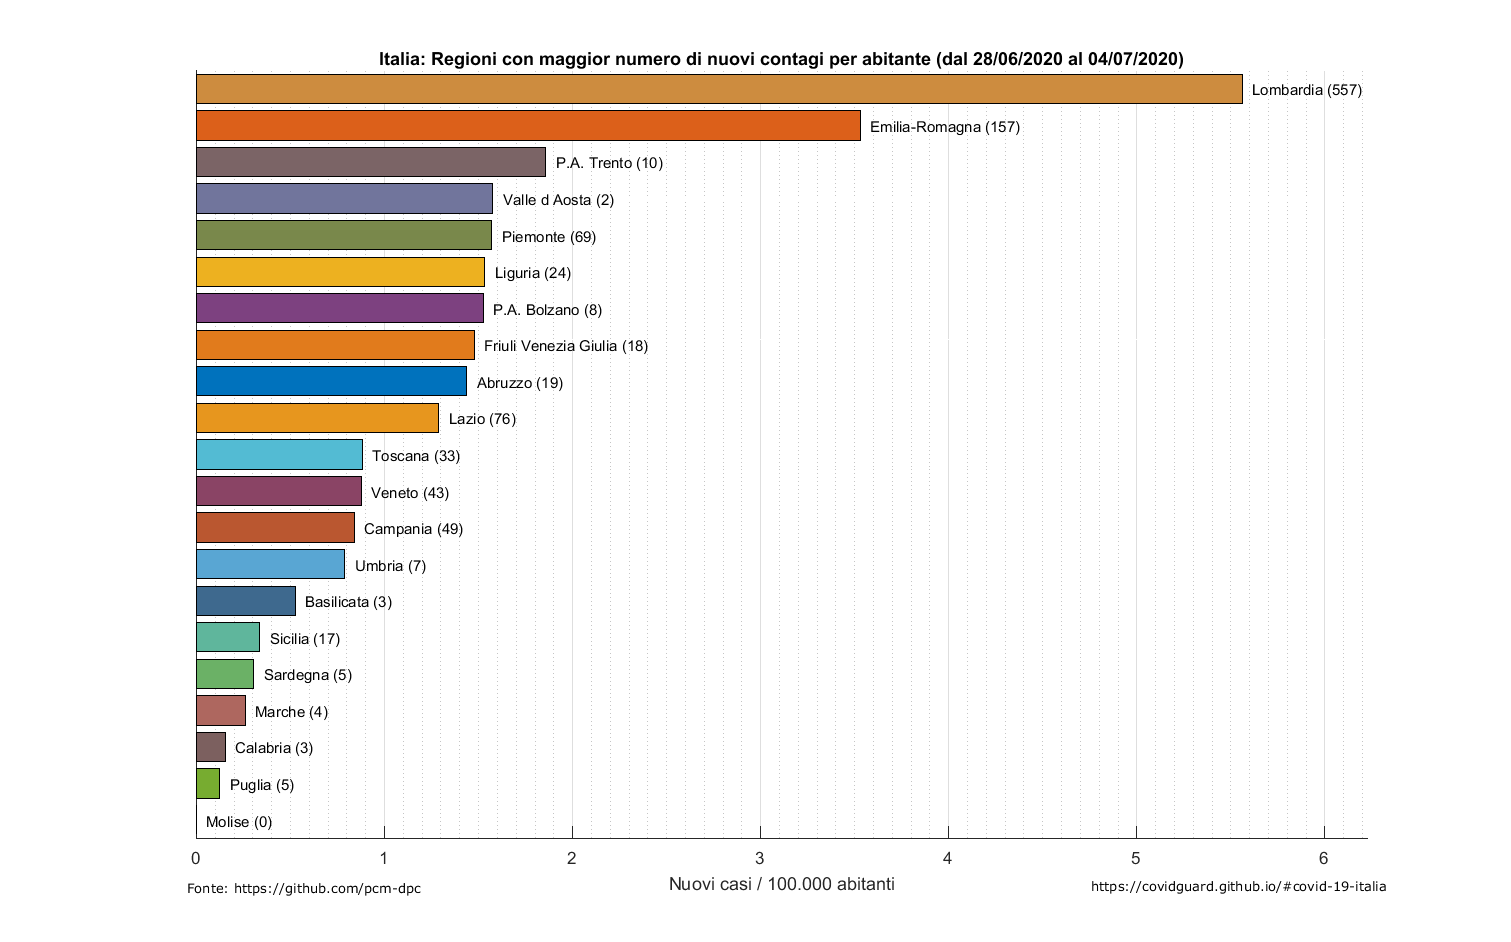 Italia: Regioni con maggior numero di nuovi contagi per abitante (dal 28/06/2020 al 04/07/2020)
Lombardia (557)
Emilia-Romagna (157)
P.A. Trento (10)
Valle d Aosta (2)
Piemonte (69)
Liguria (24)
P.A. Bolzano (8)
Friuli Venezia Giulia (18)
Abruzzo (19)
Lazio (76)
Toscana (33)
Veneto (43)
Campania (49)
Umbria (7)
Basilicata (3)
Sicilia (17)
Sardegna (5)
Marche (4)
Calabria (3)
Puglia (5)
Molise (0)
0 1 2 3 4 5 6
Nuovi casi / 100.000 abitanti
Fonte: https://github.com/pcm-dpc
https://covidguard.github.io/#covid-19-italia